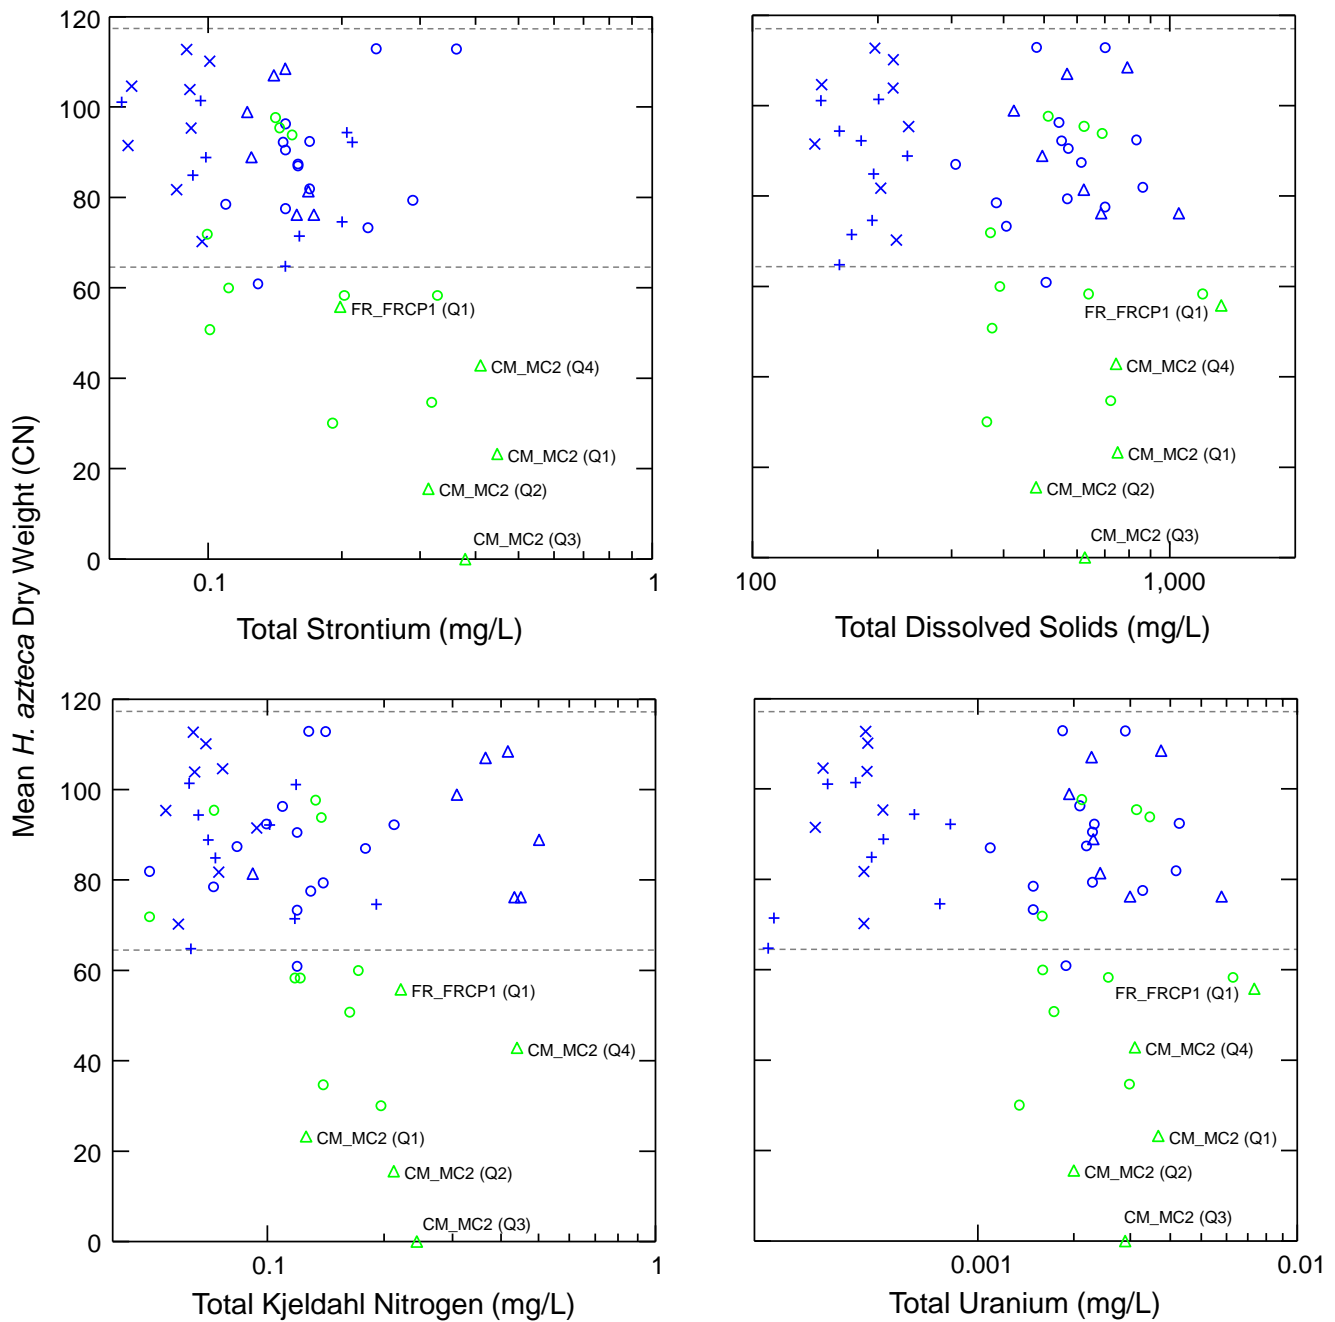 Mean H. azteca Dry Weight (CN)
120
100
80
60
40
20
0
FR_FRCP1 (Q1)
CM_MC2 (Q4)
CM_MC2 (Q1)
CM_MC2 (Q2)
CM_MC2 (Q3)
0.1 1
Total Strontium (mg/L)
FR_FRCP1 (Q1)
CM_MC2 (Q4)
CM_MC2 (Q1)
CM_MC2 (Q2)
CM_MC2 (Q3)
100 1,000
Total Dissolved Solids (mg/L)
120
100
80
60
40
20
0
FR_FRCP1 (Q1)
CM_MC2 (Q4)
CM_MC2 (Q1)
CM_MC2 (Q2)
CM_MC2 (Q3)
0.1 1
Total Kjeldahl Nitrogen (mg/L)
FR_FRCP1 (Q1)
CM_MC2 (Q4)
CM_MC2 (Q1)
CM_MC2 (Q2)
CM_MC2 (Q3)
0.001 0.01
Total Uranium (mg/L)